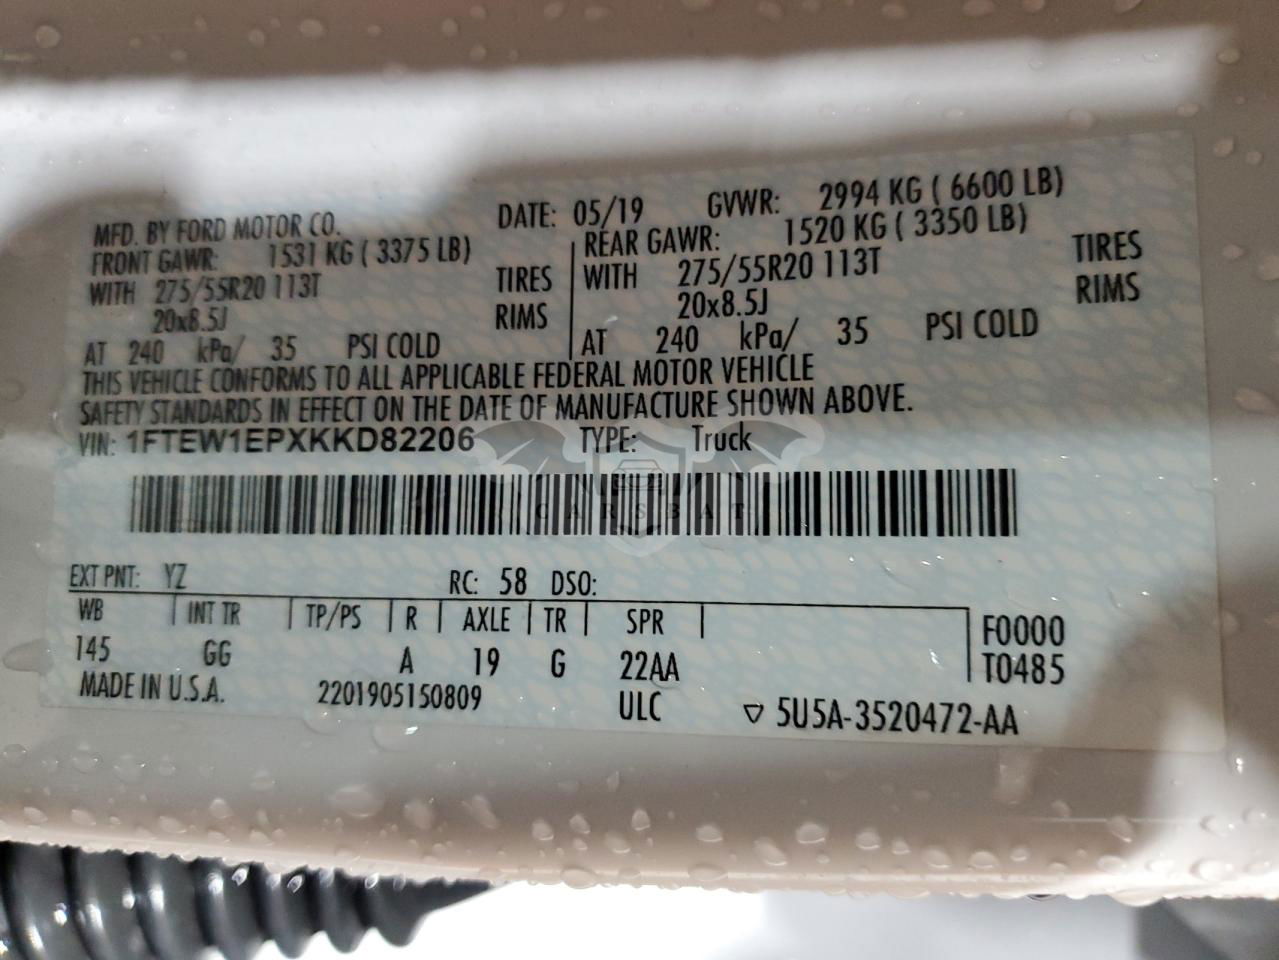 MFD. BY FORD MOTOR CO. DATE: 05/19 GVWR: 2994 KG ( 6600 LB)
FRONT GAWR: 1531 KG ( 3375 LB) REAR GAWR: 1520 KG ( 3350 LB)
WITH 275/55R20 113T TIRES WITH 275/55R20 113T TIRES
20x8.5J RIMS 20x8.5J RIMS
AT 240 kPa/ 35 PSI COLD AT 240 kPa/ 35 PSI COLD
THIS VEHICLE CONFORMS TO ALL APPLICABLE FEDERAL MOTOR VEHICLE
SAFETY STANDARDS IN EFFECT ON THE DATE OF MANUFACTURE SHOWN ABOVE.
VIN: 1FTEW1EPXKKD82206 TYPE: Truck
CARSBAT
EXT PNT: YZ RC: 58 DSO:
WB INT TR TP/PS R AXLE TR SPR F0000
145 GG A 19 G 22AA T0485
MADE IN U.S.A. 2201905150809 ULC 5U5A-3520472-AA